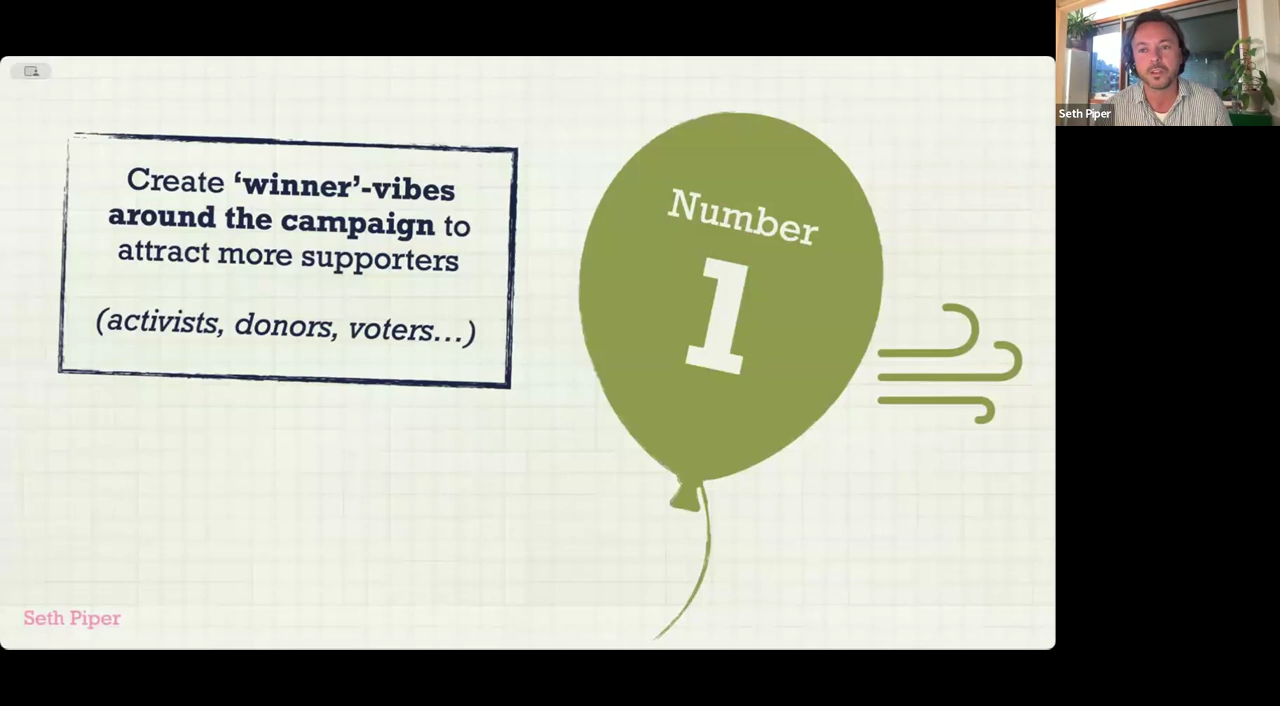 Create ‘winner’-vibes
around the campaign to
attract more supporters
(activists, donors, voters...)
Number
1
Seth Piper
Seth Piper